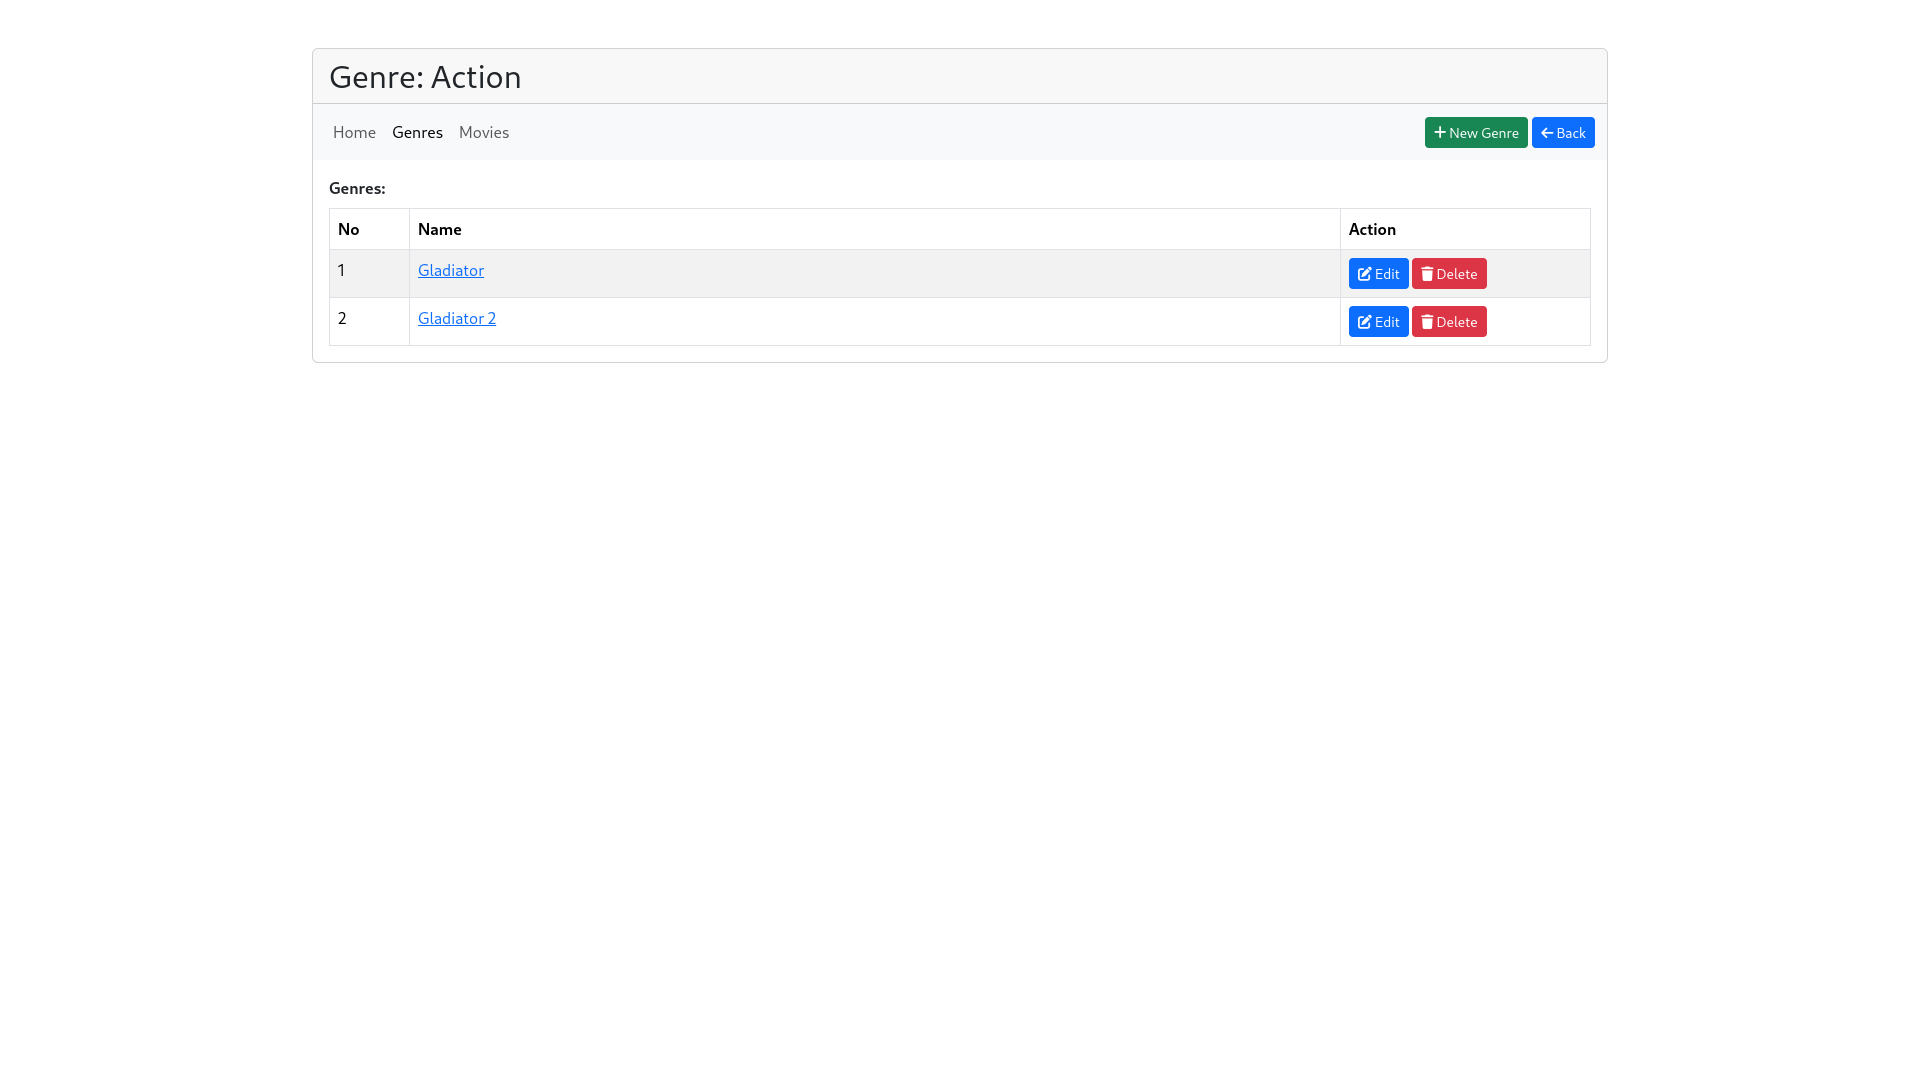 Genre: Action
Home Genres Movies New Genre Back
Genres:
No Name Action
1 Gladiator Edit Delete
2 Gladiator 2 Edit Delete